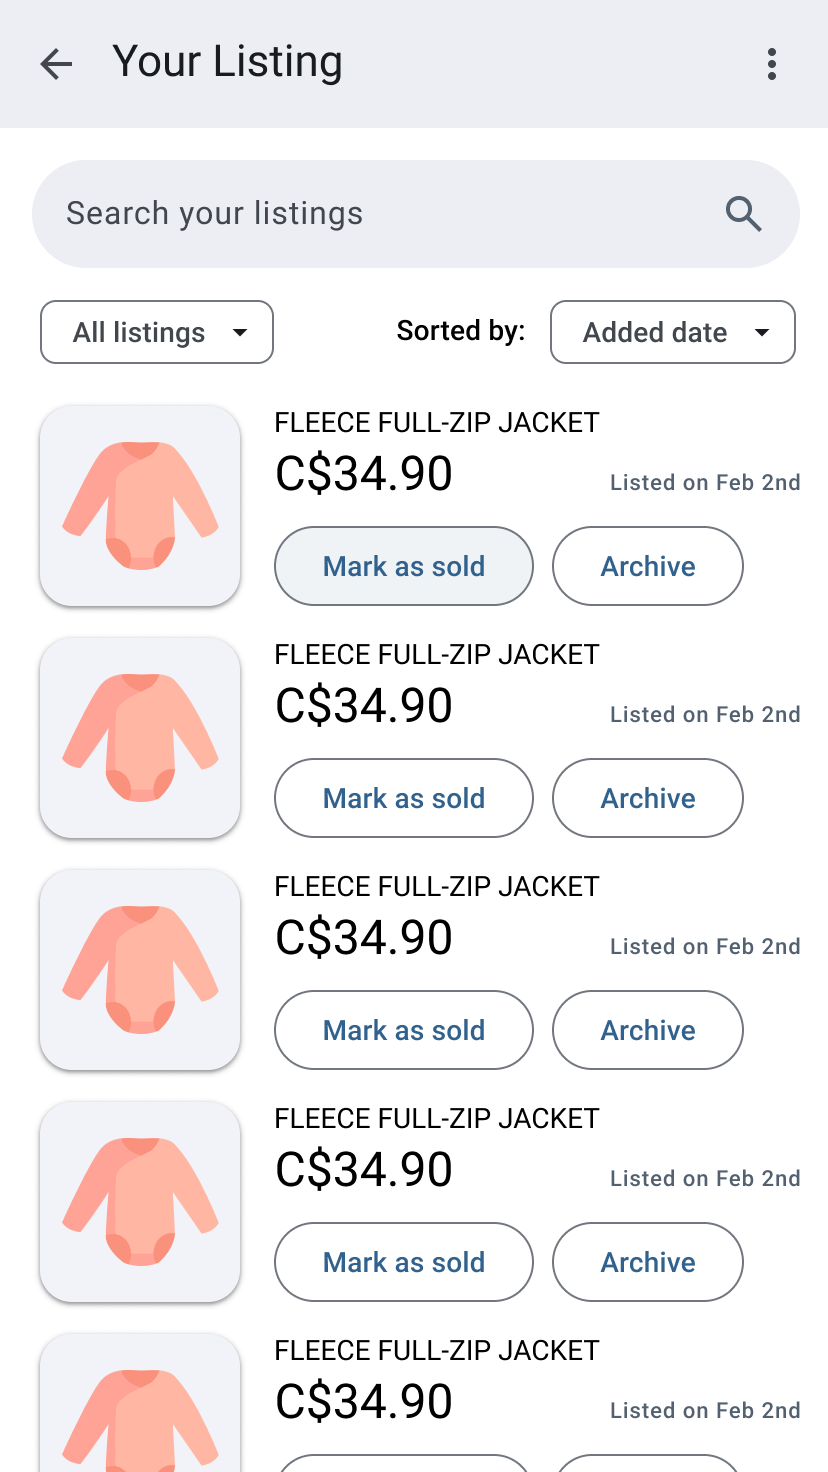 Your Listing
Search your listings
All listings Sorted by: Added date
FLEECE FULL-ZIP JACKET
C$34.90 Listed on Feb 2nd
Mark as sold Archive
FLEECE FULL-ZIP JACKET
C$34.90 Listed on Feb 2nd
Mark as sold Archive
FLEECE FULL-ZIP JACKET
C$34.90 Listed on Feb 2nd
Mark as sold Archive
FLEECE FULL-ZIP JACKET
C$34.90 Listed on Feb 2nd
Mark as sold Archive
FLEECE FULL-ZIP JACKET
C$34.90 Listed on Feb 2nd